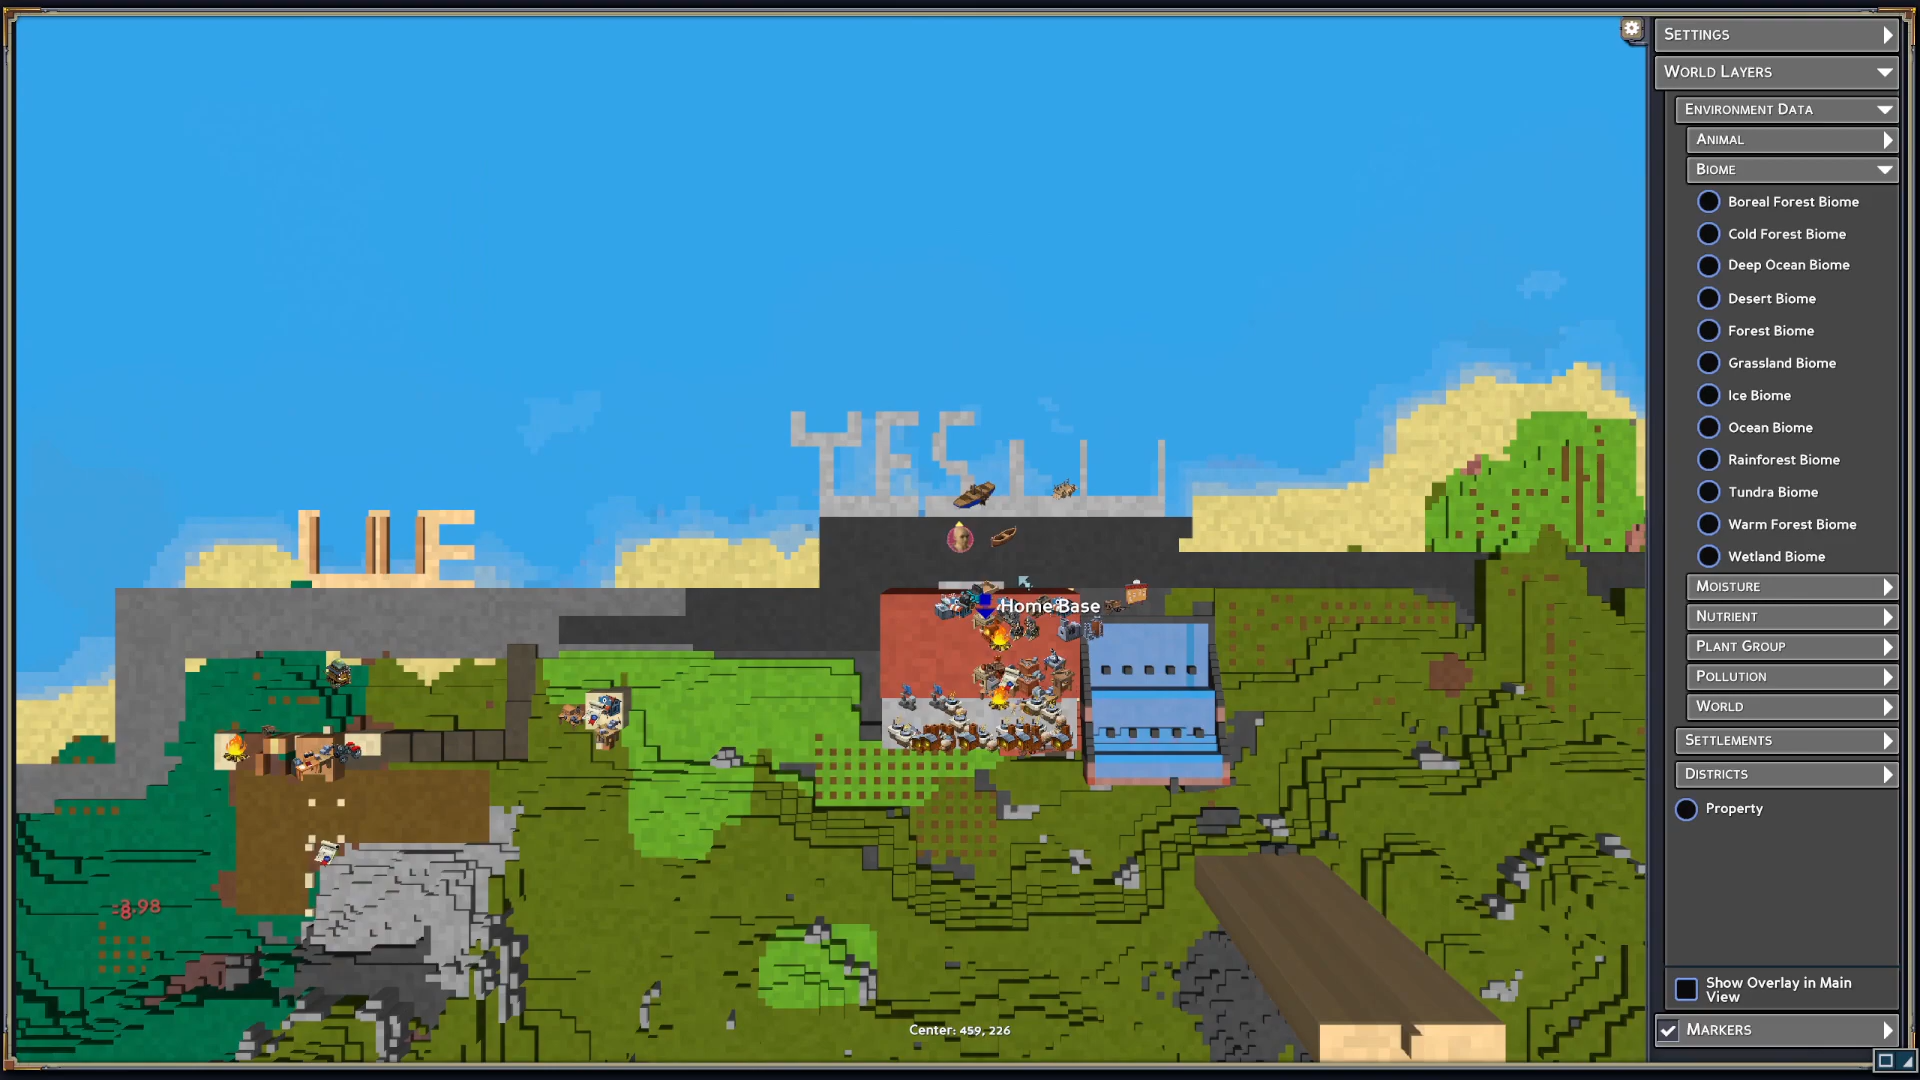 SETTINGS
WORLD LAYERS
ENVIRONMENT DATA
ANIMAL
BIOME
Boreal Forest Biome
Cold Forest Biome
Deep Ocean Biome
Desert Biome
Forest Biome
Grassland Biome
Ice Biome
Ocean Biome
Rainforest Biome
Tundra Biome
Warm Forest Biome
Wetland Biome
MOISTURE
NUTRIENT
PLANT GROUP
POLLUTION
WORLD
SETTLEMENTS
DISTRICTS
Property
Show Overlay in Main
View
MARKERS
YES
Home Base
Center: 459, 226